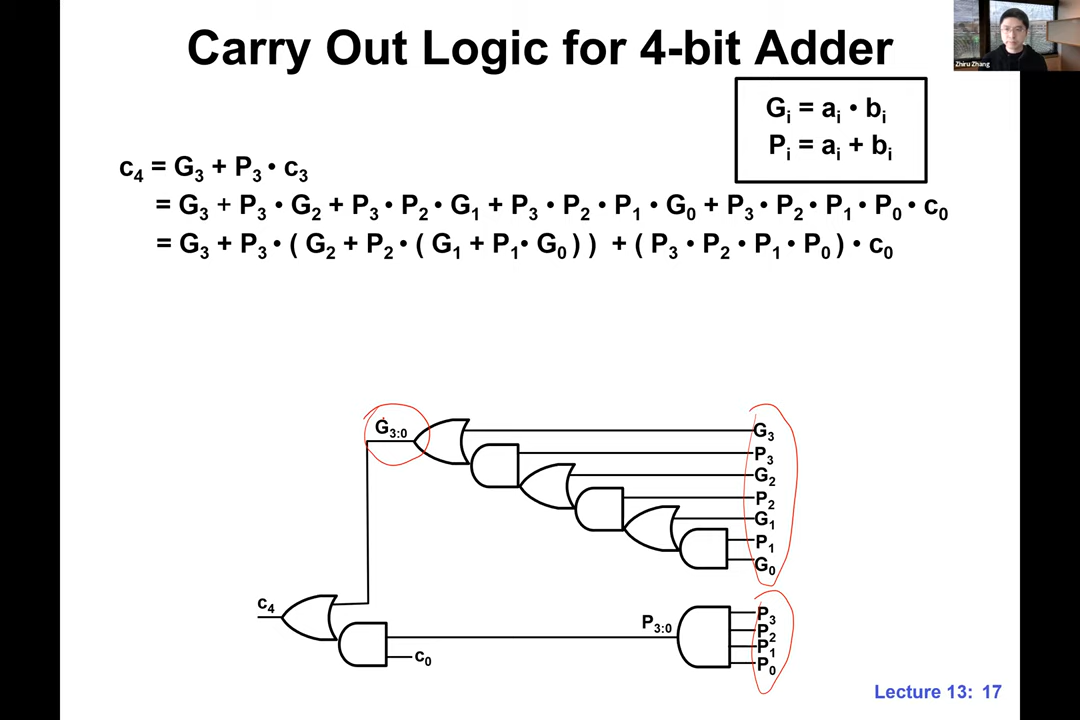 Carry Out Logic for 4-bit Adder
Zhiru Zhang
Gᵢ = aᵢ • bᵢ
Pᵢ = aᵢ + bᵢ
c₄ = G₃ + P₃ • c₃
= G₃ + P₃ • G₂ + P₃ • P₂ • G₁ + P₃ • P₂ • P₁ • G₀ + P₃ • P₂ • P₁ • P₀ • c₀
= G₃ + P₃ • ( G₂ + P₂ • ( G₁ + P₁• G₀ ) ) + ( P₃ • P₂ • P₁ • P₀ ) • c₀
G₃:₀
G₃
P₃
G₂
P₂
G₁
P₁
G₀
c₄
c₀
P₃:₀
P₃
P₂
P₁
P₀
Lecture 13: 17